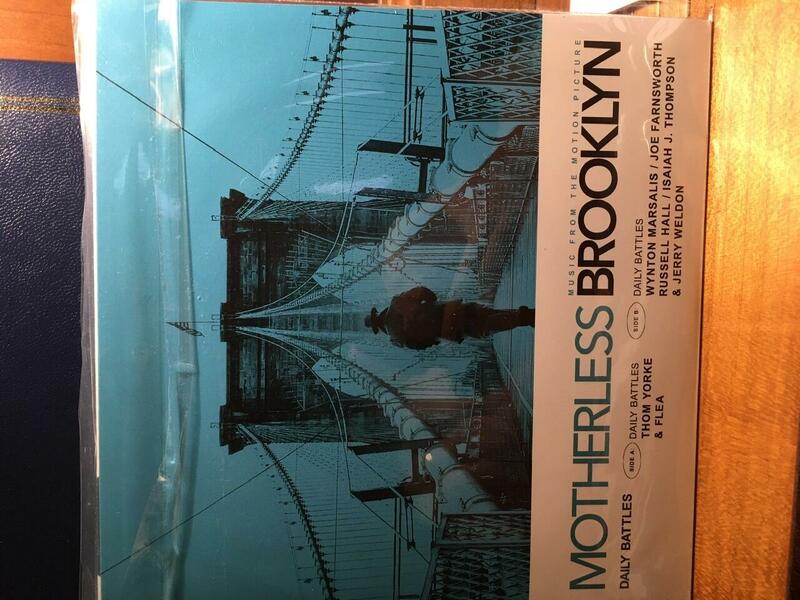 MUSIC FROM THE MOTION PICTURE
MOTHERLESS BROOKLYN
DAILY BATTLES
SIDE A
DAILY BATTLES
THOM YORKE
& FLEA
SIDE B
DAILY BATTLES
WYNTON MARSALIS / JOE FARNSWORTH
RUSSELL HALL / ISAIAH J. THOMPSON
& JERRY WELDON